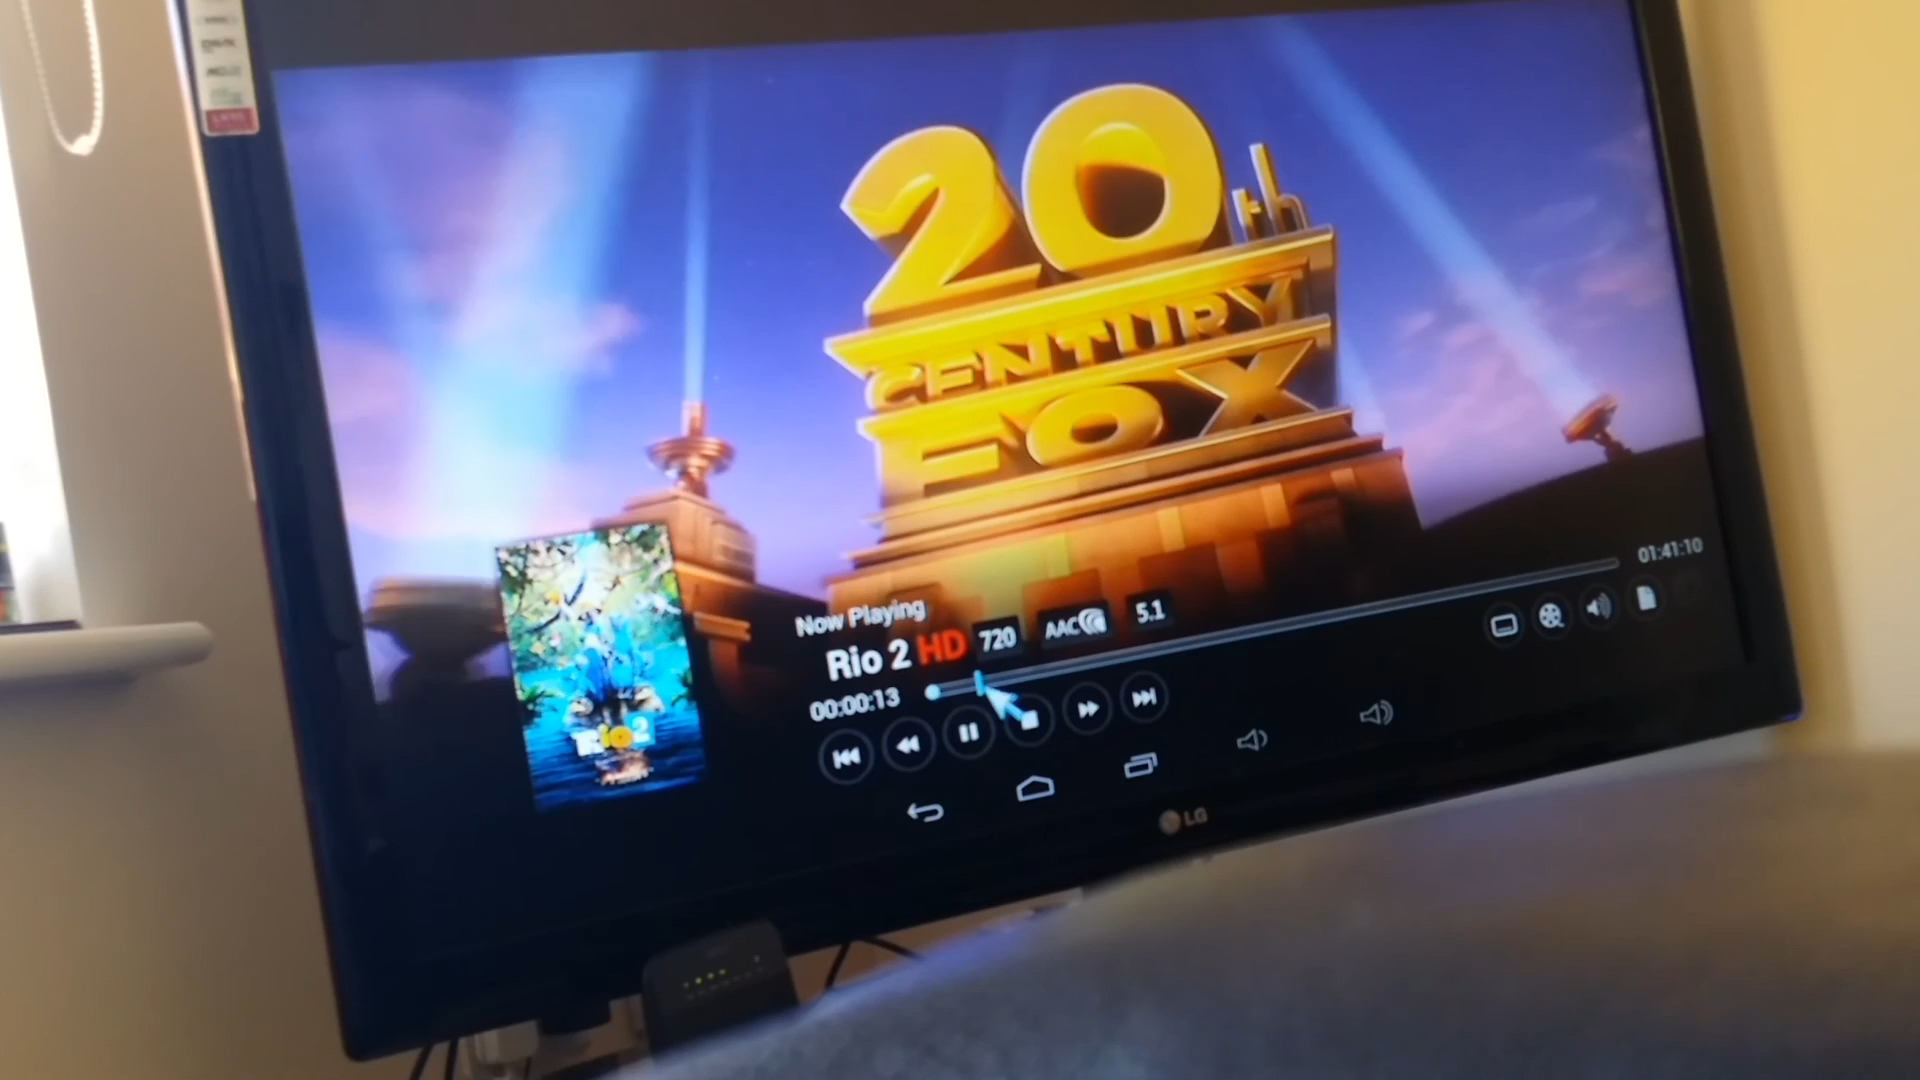 20th
CENTURY
FOX
01:41:10
Now Playing
Rio 2 HD 720 AAC 5.1
00:00:13
Rio 2
LG